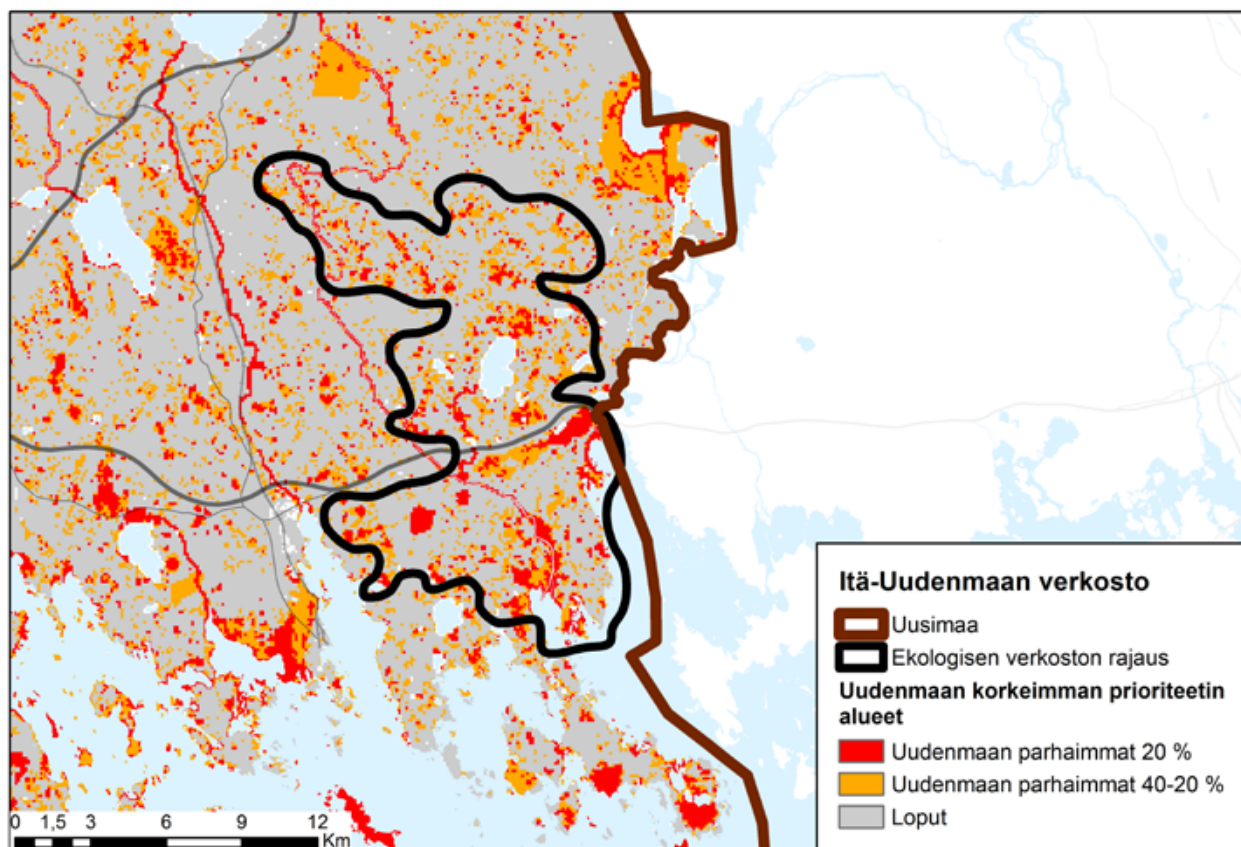 Itä-Uudenmaan verkosto
Uusimaa
Ekologisen verkoston rajaus
Uudenmaan korkeimman prioriteetin
alueet
Uudenmaan parhaimmat 20 %
Uudenmaan parhaimmat 40-20 %
Loput
0 1,5 3 6 9 12
Km